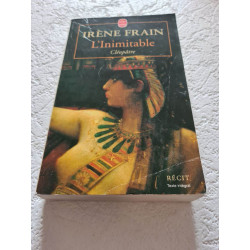 IRÈNE FRAIN
L'Inimitable
Cléopâtre
RÉCIT
Texte intégral